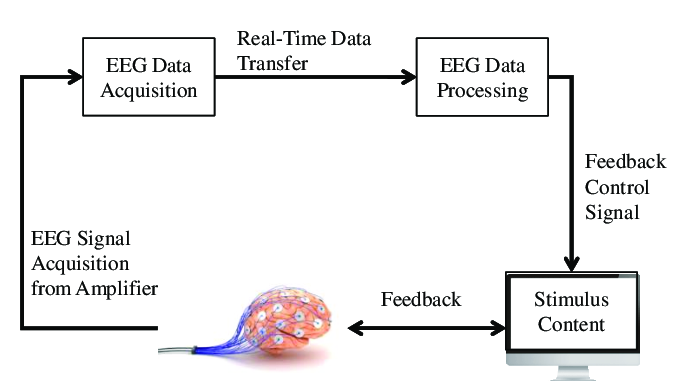 EEG Data
Acquisition
Real-Time Data
Transfer
EEG Data
Processing
Feedback
Control
Signal
EEG Signal
Acquisition
from Amplifier
Feedback
Stimulus
Content